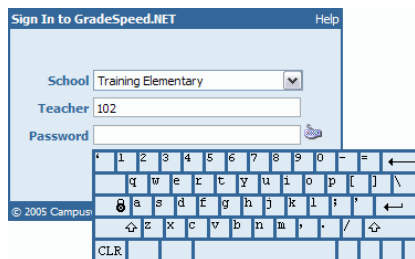 Sign In to GradeSpeed.NET Help
School Training Elementary
Teacher 102
Password
` 1 2 3 4 5 6 7 8 9 0 - =
q w e r t y u i o p [ ] \
a s d f g h j k l ; '
z x c v b n m , . /
© 2005 Campus
CLR